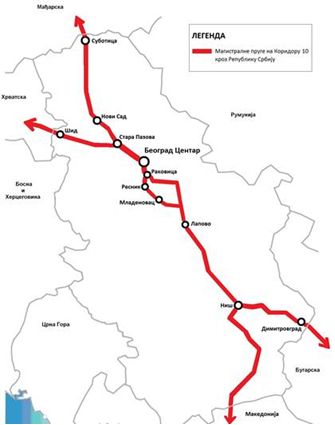 Мађарска
Суботица
ЛЕГЕНДА
Магистралне пруге на Коридору 10
кроз Републику Србију
Хрватска
Нови Сад
Румунија
Шид
Стара Пазова
Београд Центар
Раковица
Босна
и
Херцеговина
Ресник
Младеновац
Лапово
Ниш
Црна Гора
Димитровград
Бугарска
Македонија